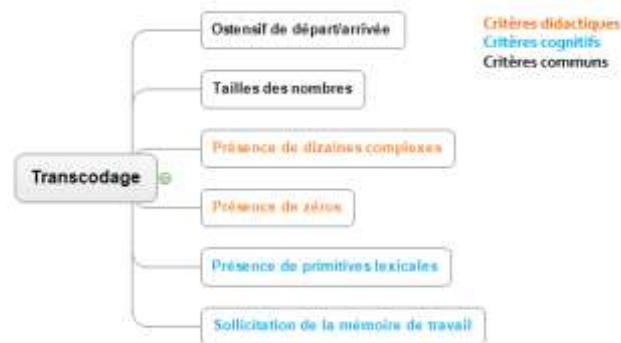 Ostensif de départ/arrivée
Critères didactiques
Critères cognitifs
Critères communs
Tailles des nombres
Présence de dizaines complexes
Transcodage
Présence de zéros
Présence de primitives lexicales
Sollicitation de la mémoire de travail